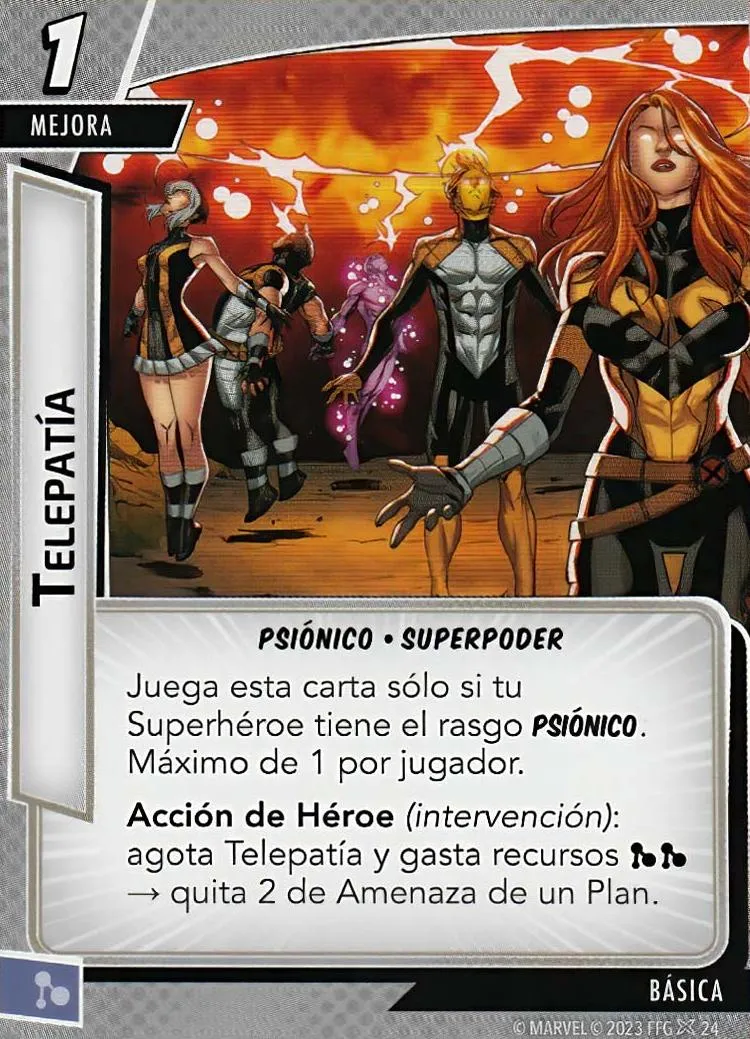 1
MEJORA
TELEPATÍA
PSIÓNICO • SUPERPODER
Juega esta carta sólo si tu
Superhéroe tiene el rasgo PSIÓNICO.
Máximo de 1 por jugador.
Acción de Héroe (intervención):
agota Telepatía y gasta recursos
→ quita 2 de Amenaza de un Plan.
BÁSICA
© MARVEL © 2023 FFG 24